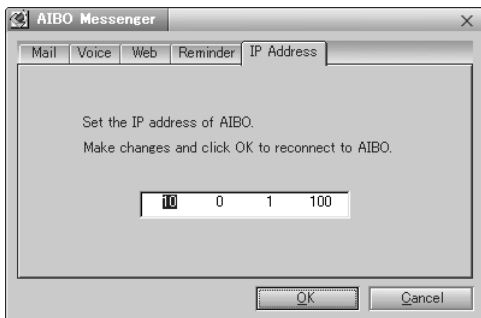 AIBO Messenger
Mail Voice Web Reminder IP Address
Set the IP address of AIBO.
Make changes and click OK to reconnect to AIBO.
10 0 1 100
OK Cancel